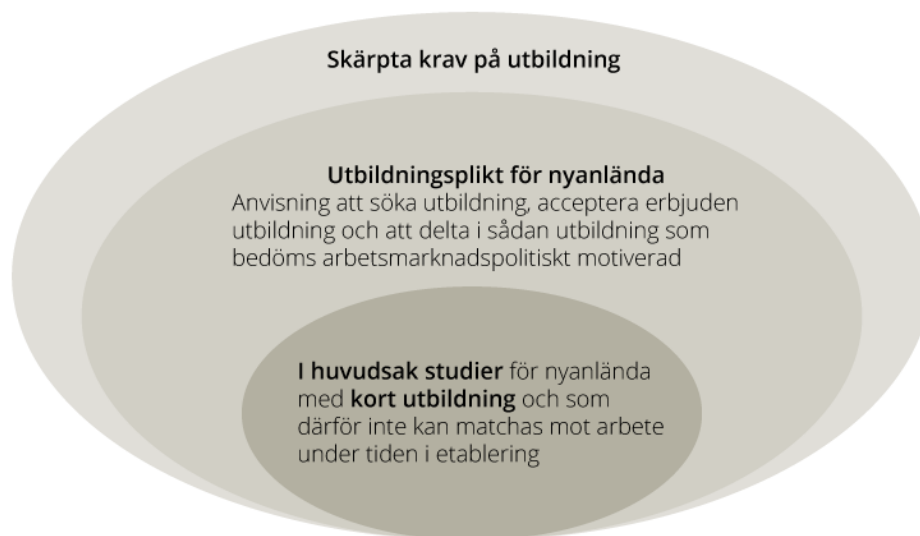 Skärpta krav på utbildning
Utbildningsplikt för nyanlända
Anvisning att söka utbildning, acceptera erbjuden
utbildning och att delta i sådan utbildning som
bedöms arbetsmarknadspolitiskt motiverad
I huvudsak studier för nyanlända
med kort utbildning och som
därför inte kan matchas mot arbete
under tiden i etablering